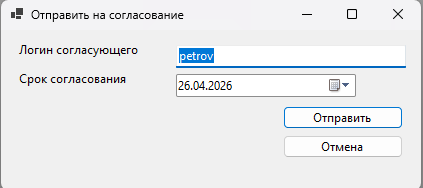 Отправить на согласование
Логин согласующего
petrov
Срок согласования
26.04.2026
Отправить
Отмена